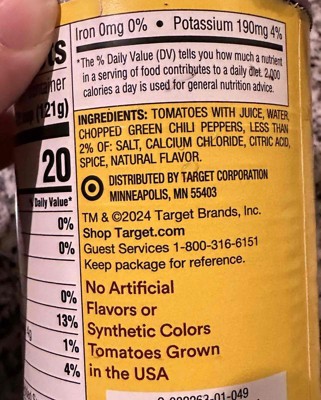 Iron 0mg 0% • Potassium 190mg 4%
*The % Daily Value (DV) tells you how much a nutrient
in a serving of food contributes to a daily diet. 2,000
calories a day is used for general nutrition advice.
(121g)
20
% Daily Value*
0%
0%
0%
13%
1%
4%
INGREDIENTS: TOMATOES WITH JUICE, WATER,
CHOPPED GREEN CHILI PEPPERS, LESS THAN
2% OF: SALT, CALCIUM CHLORIDE, CITRIC ACID,
SPICE, NATURAL FLAVOR.
DISTRIBUTED BY TARGET CORPORATION
MINNEAPOLIS, MN 55403
TM & ©2024 Target Brands, Inc.
Shop Target.com
Guest Services 1-800-316-6151
Keep package for reference.
No Artificial
Flavors or
Synthetic Colors
Tomatoes Grown
in the USA